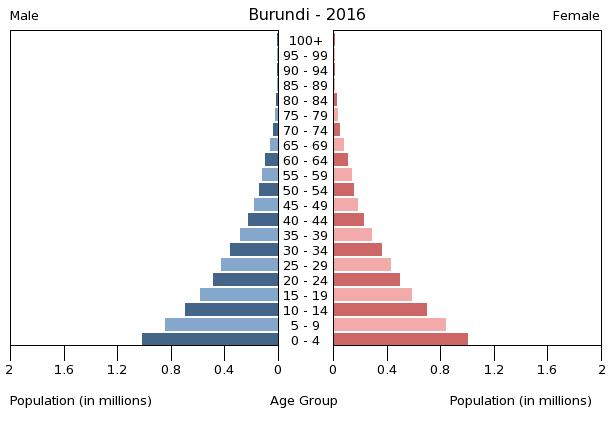 Male Burundi - 2016 Female
100+
95 - 99
90 - 94
85 - 89
80 - 84
75 - 79
70 - 74
65 - 69
60 - 64
55 - 59
50 - 54
45 - 49
40 - 44
35 - 39
30 - 34
25 - 29
20 - 24
15 - 19
10 - 14
5 - 9
0 - 4
2 1.6 1.2 0.8 0.4 0 0 0.4 0.8 1.2 1.6 2
Population (in millions) Age Group Population (in millions)